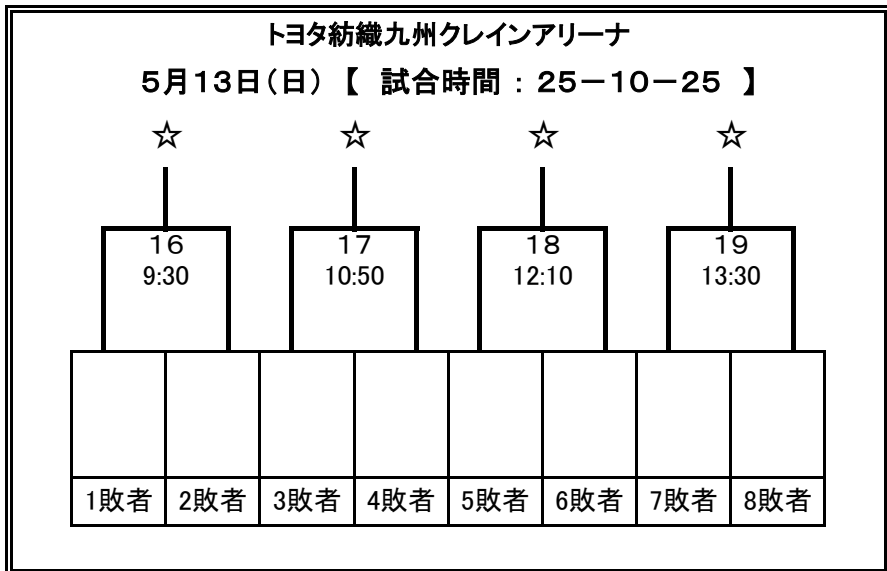 トヨタ紡織九州クレインアリーナ
５月１３日（日）【 試合時間 ： ２５－１０－２５ 】
☆ ☆ ☆ ☆
１６ １７ １８ １９
9:30 10:50 12:10 13:30
1敗者 2敗者 3敗者 4敗者 5敗者 6敗者 7敗者 8敗者